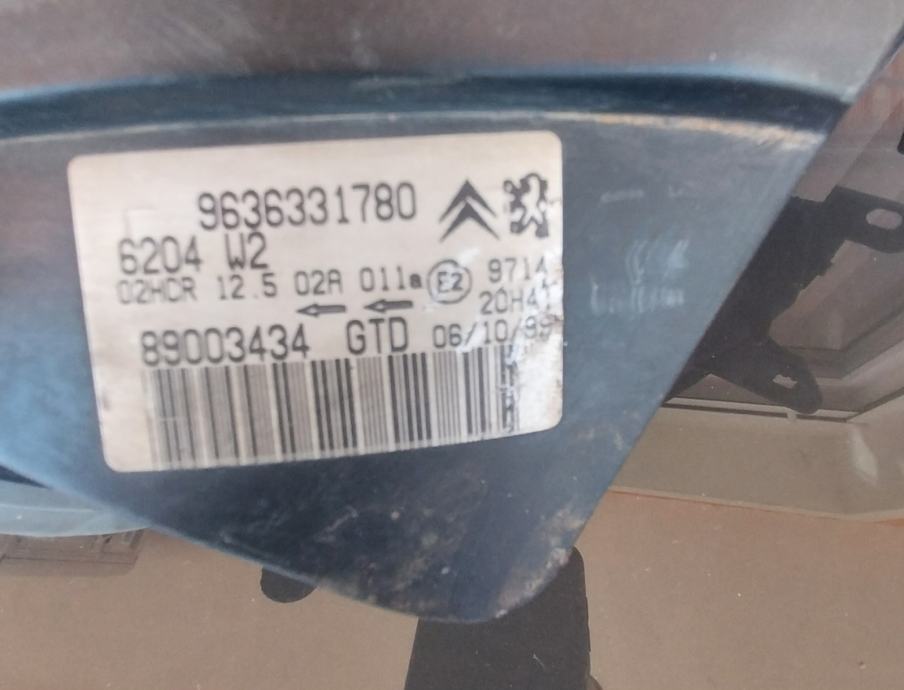 9636331780
6204 W2
02HCR 12.5 02A 011a E2 9714
20H41
89003434 GTD 06/10/99